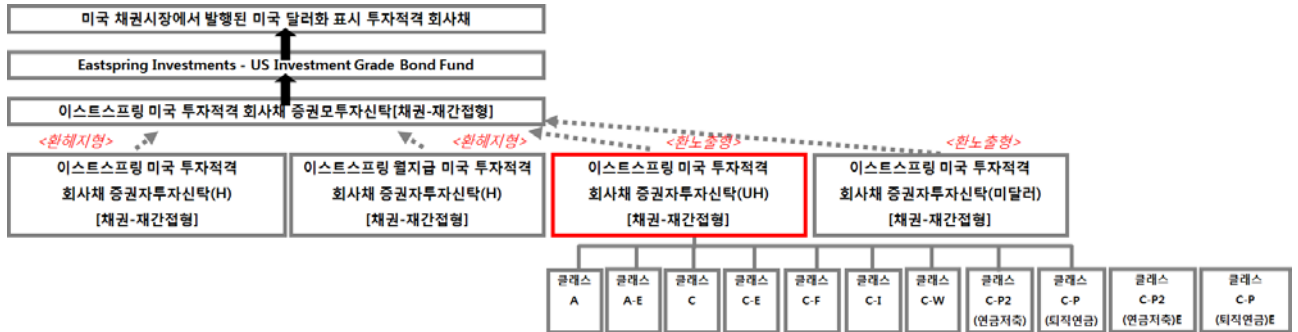 미국 채권시장에서 발행된 미국 달러화 표시 투자적격 회사채
Eastspring Investments - US Investment Grade Bond Fund
이스트스프링 미국 투자적격 회사채 증권모투자신탁[채권-재간접형]
<환헤지형>
<환헤지형>
<환노출형>
<환노출형>
이스트스프링 미국 투자적격
회사채 증권자투자신탁(H)
[채권-재간접형]
이스트스프링 월지급 미국 투자적격
회사채 증권자투자신탁(H)
[채권-재간접형]
이스트스프링 미국 투자적격
회사채 증권자투자신탁(UH)
[채권-재간접형]
이스트스프링 미국 투자적격
회사채 증권자투자신탁(미달러)
[채권-재간접형]
클래스
A
클래스
A-E
클래스
C
클래스
C-E
클래스
C-F
클래스
C-I
클래스
C-W
클래스
C-P2
(연금저축)
클래스
C-P
(퇴직연금)
클래스
C-P2
(연금저축)E
클래스
C-P
(퇴직연금)E